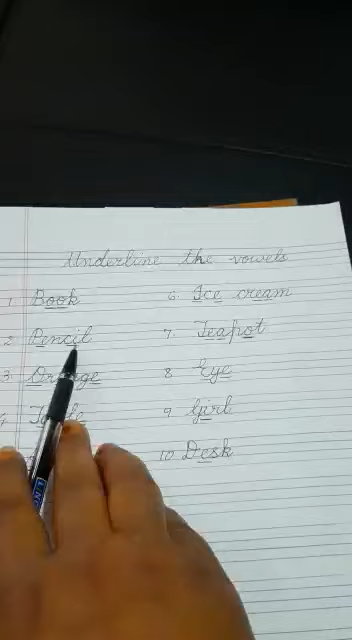 Underline the vowels
1. Book 6. Ice cream
2. Pencil 7. Teapot
3. Orange 8 Eye
9 Girl
10 Desk